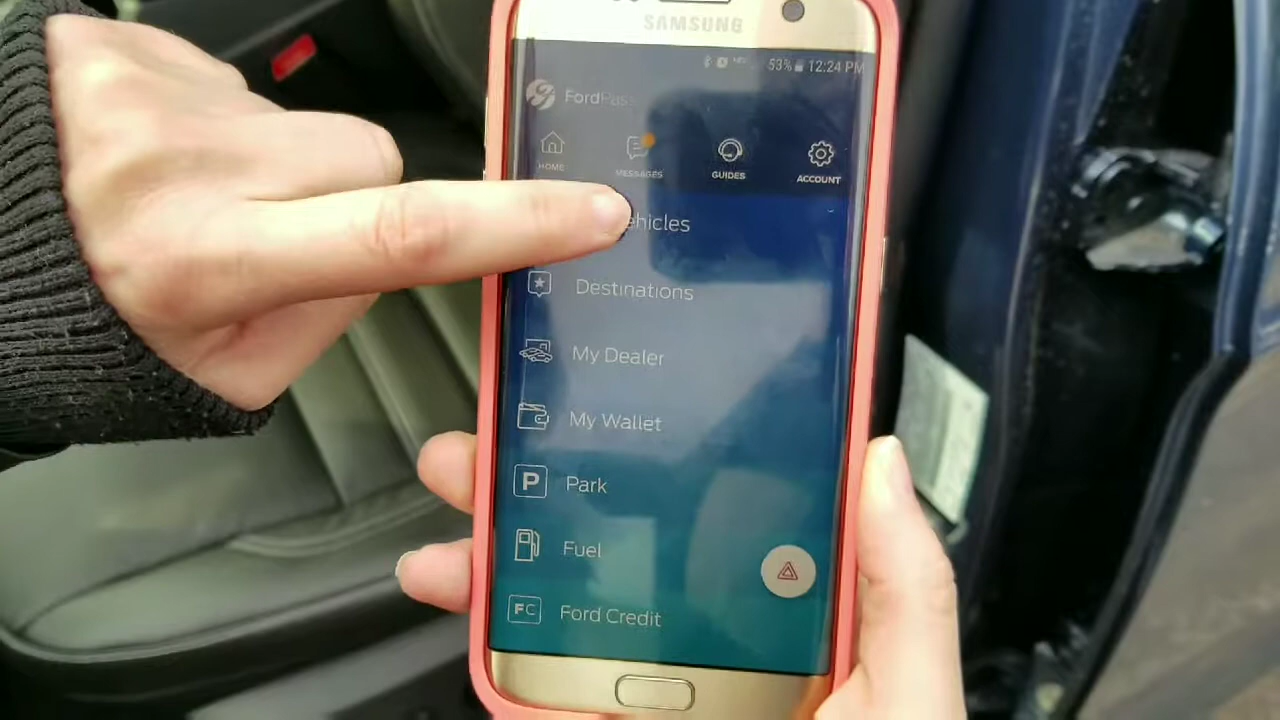 SAMSUNG
53% 12:24 PM
FordPass
HOME
MESSAGES
GUIDES
ACCOUNT
ehicles
Destinations
My Dealer
My Wallet
P
Park
Fuel
FC
Ford Credit